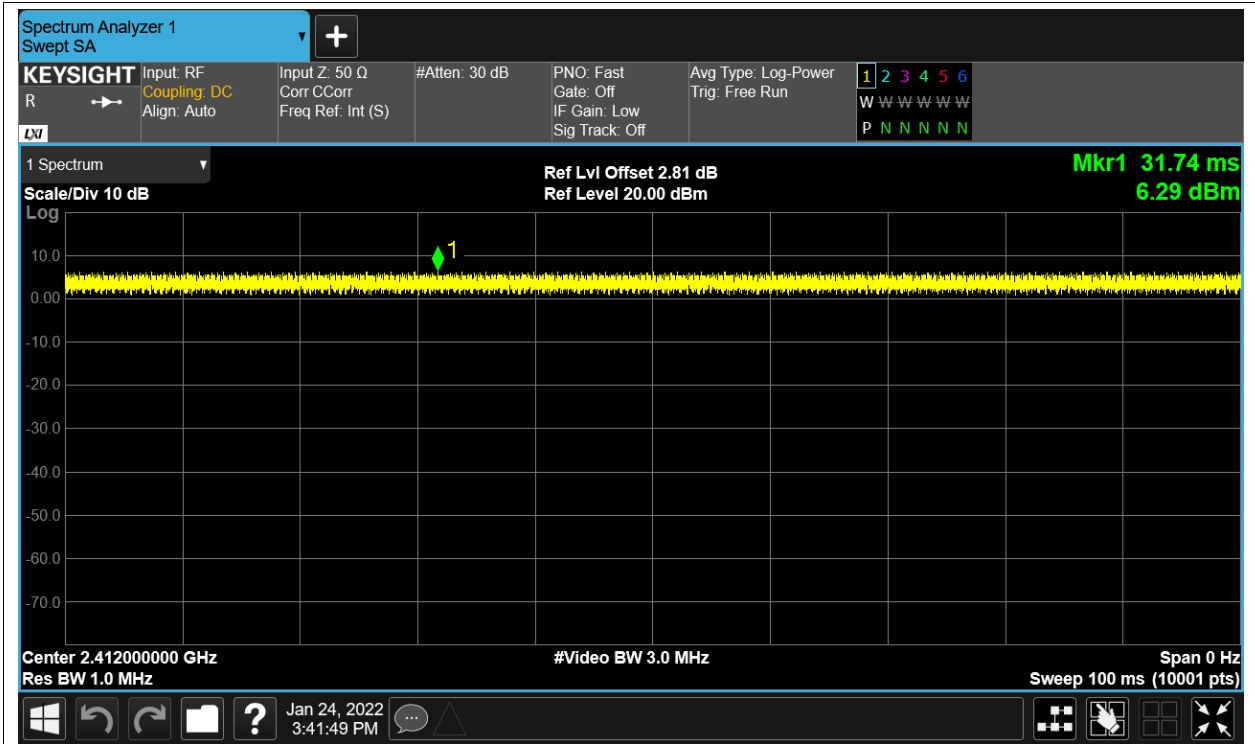 Spectrum Analyzer 1
Swept SA
KEYSIGHT
R
LXI
Input: RF
Coupling: DC
Align: Auto
Input Z: 50 Ω
Corr CCorr
Freq Ref: Int (S)
#Atten: 30 dB
PNO: Fast
Gate: Off
IF Gain: Low
Sig Track: Off
Avg Type: Log-Power
Trig: Free Run
1 2 3 4 5 6
W W W W W W
P N N N N N
1 Spectrum
Scale/Div 10 dB
Ref Lvl Offset 2.81 dB
Ref Level 20.00 dBm
Mkr1 31.74 ms
6.29 dBm
Log
1
10.0
0.00
-10.0
-20.0
-30.0
-40.0
-50.0
-60.0
-70.0
Center 2.412000000 GHz
Res BW 1.0 MHz
#Video BW 3.0 MHz
Span 0 Hz
Sweep 100 ms (10001 pts)
?
Jan 24, 2022
3:41:49 PM